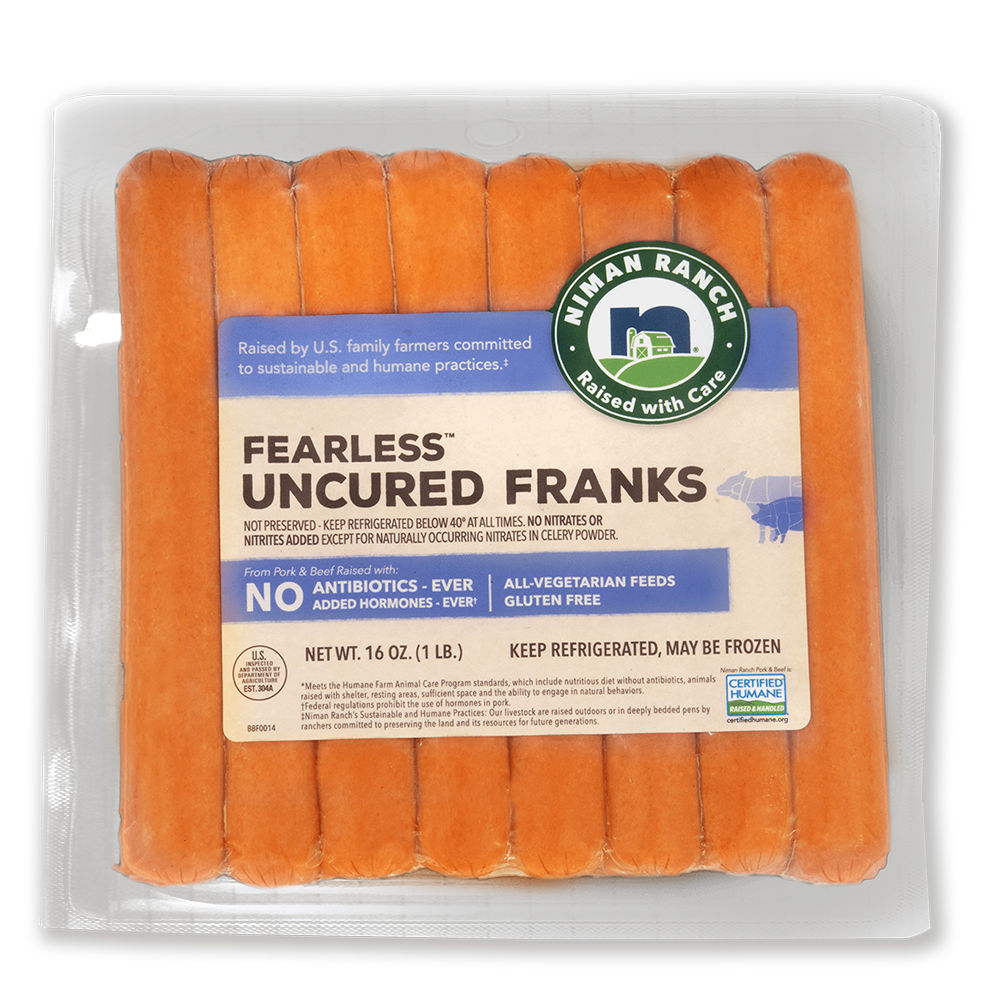 NIMAN RANCH
n
Raised with Care
Raised by U.S. family farmers committed
to sustainable and humane practices.‡
FEARLESS™
UNCURED FRANKS
NOT PRESERVED - KEEP REFRIGERATED BELOW 40° AT ALL TIMES. NO NITRATES OR
NITRITES ADDED EXCEPT FOR NATURALLY OCCURRING NITRATES IN CELERY POWDER.
From Pork & Beef Raised with:
NO
ANTIBIOTICS - EVER
ADDED HORMONES - EVER†
ALL-VEGETARIAN FEEDS
GLUTEN FREE
U.S.
INSPECTED
AND PASSED BY
DEPARTMENT OF
AGRICULTURE
EST. 304A
NET WT. 16 OZ. (1 LB.)
KEEP REFRIGERATED, MAY BE FROZEN
*Meets the Humane Farm Animal Care Program standards, which include nutritious diet without antibiotics, animals
raised with shelter, resting areas, sufficient space and the ability to engage in natural behaviors.
†Federal regulations prohibit the use of hormones in pork.
‡Niman Ranch's Sustainable and Humane Practices: Our livestock are raised outdoors or in deeply bedded pens by
ranchers committed to preserving the land and its resources for future generations.
BBF0014
Niman Ranch Pork & Beef is:
CERTIFIED
HUMANE
RAISED & HANDLED
certifiedhumane.org